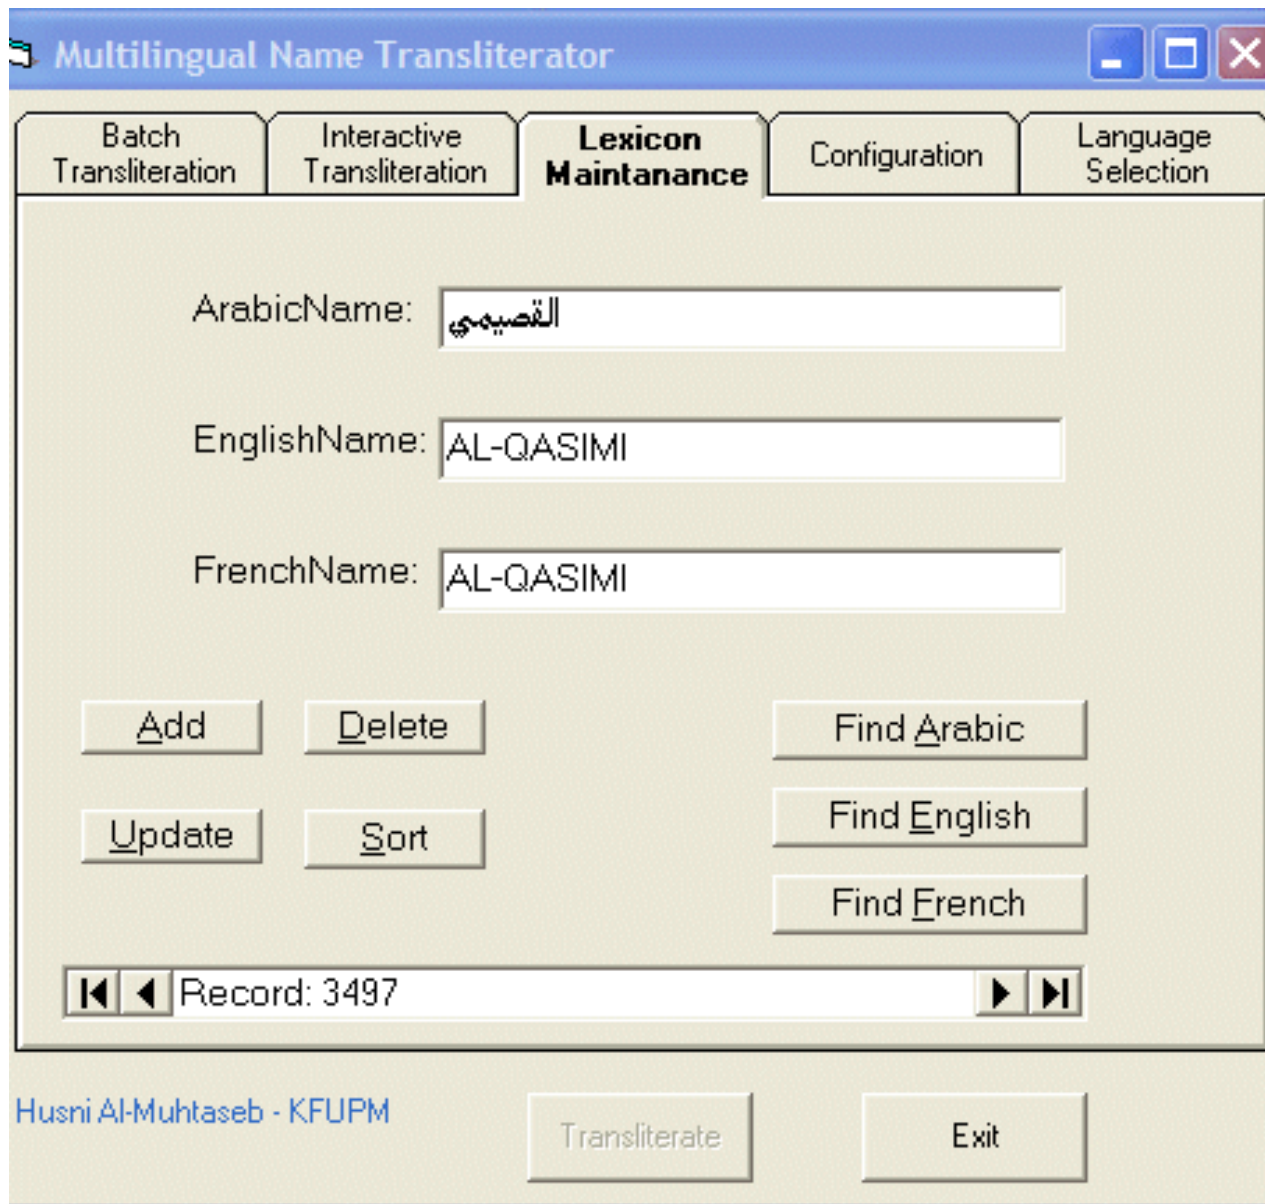 Multilingual Name Transliterator
Batch
Transliteration
Interactive
Transliteration
Lexicon
Maintanance
Configuration
Language
Selection
ArabicName: القصيمي
EnglishName: AL-QASIMI
FrenchName: AL-QASIMI
Add Delete Find Arabic
Update Sort Find English
Find French
Record: 3497
Husni Al-Muhtaseb - KFUPM Transliterate Exit